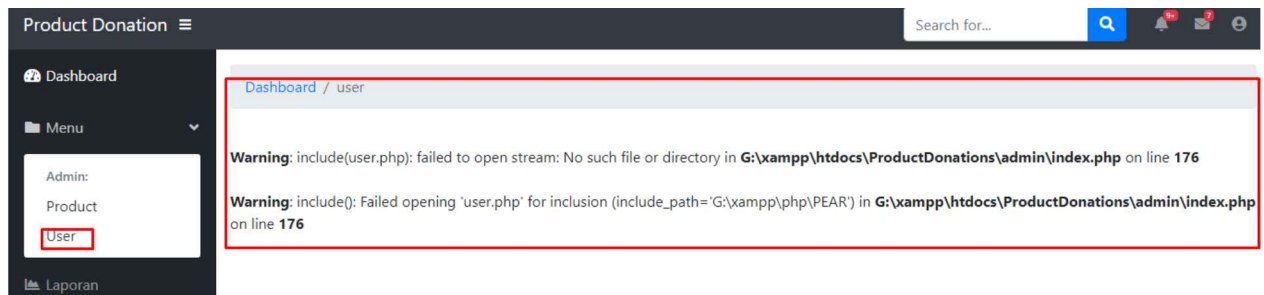 Product Donation
Search for...
9+
7
Dashboard
Menu
Admin:
Product
User
Laporan
Dashboard / user
Warning: include(user.php): failed to open stream: No such file or directory in G:\xampp\htdocs\ProductDonations\admin\index.php on line 176
Warning: include(): Failed opening 'user.php' for inclusion (include_path='G:\xampp\php\PEAR') in G:\xampp\htdocs\ProductDonations\admin\index.php
on line 176